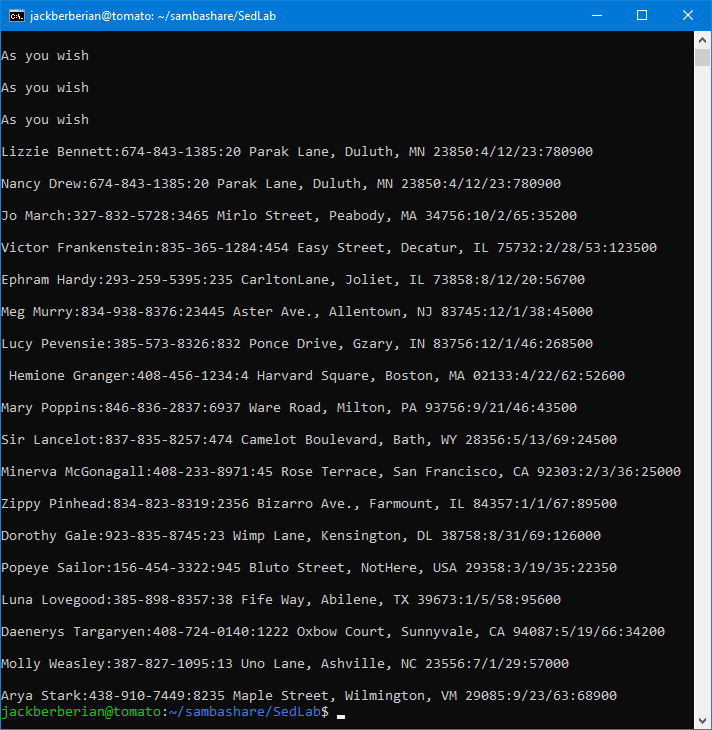 jackberberian@tomato: ~/sambashare/SedLab
As you wish
As you wish
As you wish
Lizzie Bennett:674-843-1385:20 Parak Lane, Duluth, MN 23850:4/12/23:780900
Nancy Drew:674-843-1385:20 Parak Lane, Duluth, MN 23850:4/12/23:780900
Jo March:327-832-5728:3465 Mirlo Street, Peabody, MA 34756:10/2/65:35200
Victor Frankenstein:835-365-1284:454 Easy Street, Decatur, IL 75732:2/28/53:123500
Ephram Hardy:293-259-5395:235 CarltonLane, Joliet, IL 73858:8/12/20:56700
Meg Murry:834-938-8376:23445 Aster Ave., Allentown, NJ 83745:12/1/38:45000
Lucy Pevensie:385-573-8326:832 Ponce Drive, Gzary, IN 83756:12/1/46:268500
Hemione Granger:408-456-1234:4 Harvard Square, Boston, MA 02133:4/22/62:52600
Mary Poppins:846-836-2837:6937 Ware Road, Milton, PA 93756:9/21/46:43500
Sir Lancelot:837-835-8257:474 Camelot Boulevard, Bath, WY 28356:5/13/69:24500
Minerva McGonagall:408-233-8971:45 Rose Terrace, San Francisco, CA 92303:2/3/36:25000
Zippy Pinhead:834-823-8319:2356 Bizarro Ave., Farmount, IL 84357:1/1/67:89500
Dorothy Gale:923-835-8745:23 Wimp Lane, Kensington, DL 38758:8/31/69:126000
Popeye Sailor:156-454-3322:945 Bluto Street, NotHere, USA 29358:3/19/35:22350
Luna Lovegood:385-898-8357:38 Fife Way, Abilene, TX 39673:1/5/58:95600
Daenerys Targaryen:408-724-0140:1222 Oxbow Court, Sunnyvale, CA 94087:5/19/66:34200
Molly Weasley:387-827-1095:13 Uno Lane, Ashville, NC 23556:7/1/29:57000
Arya Stark:438-910-7449:8235 Maple Street, Wilmington, VM 29085:9/23/63:68900
jackberberian@tomato:~/sambashare/SedLab$